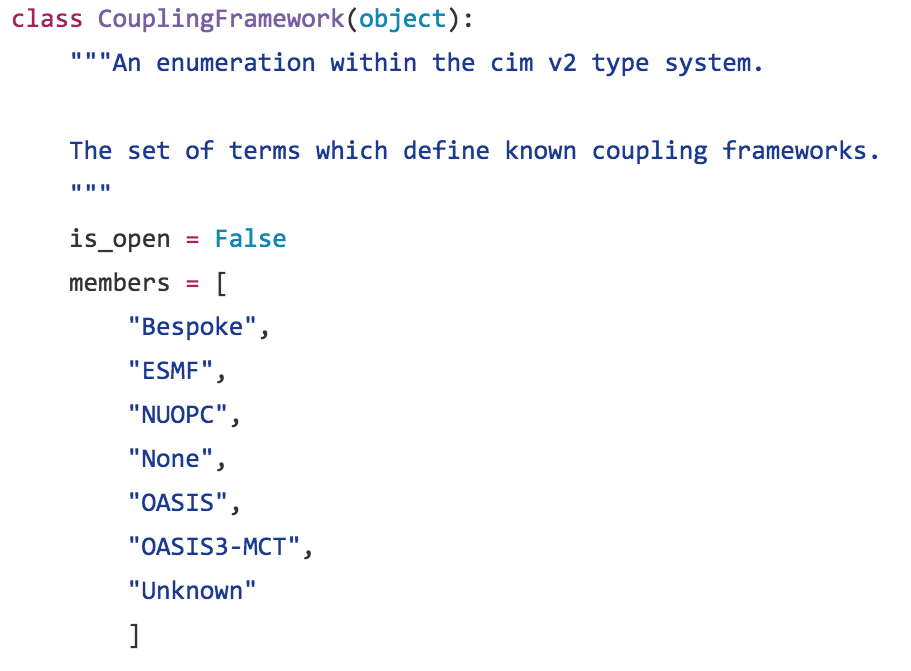 class CouplingFramework(object):
    """An enumeration within the cim v2 type system.

    The set of terms which define known coupling frameworks.
    """
    is_open = False
    members = [
        "Bespoke",
        "ESMF",
        "NUOPC",
        "None",
        "OASIS",
        "OASIS3-MCT",
        "Unknown"
        ]